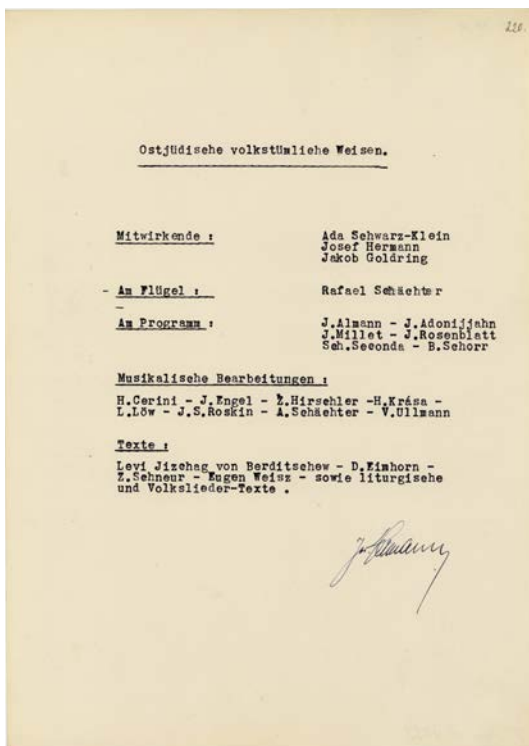 220.
Ostjüdische volkstümliche Weisen.
Mitwirkende :
Ada Schwarz-Klein
Josef Hermann
Jakob Goldring
- Am Flügel :
Rafael Schächter
Am Programm :
J.Almann - J.Adonijjahn
J.Millet - J.Rosenblatt
Sch.Seconda - B.Schorr
Musikalische Bearbeitungen :
H.Cerini - J.Engel - Z.Hirschler -H.Krása -
L.Löw - J.S.Roskin - A.Schächter - V.Ullmann
Texte :
Levi Jizchag von Berditschew - D.Eimhorn -
Z.Schneur - Eugen Weisz - sowie liturgische
und Volkslieder-Texte .